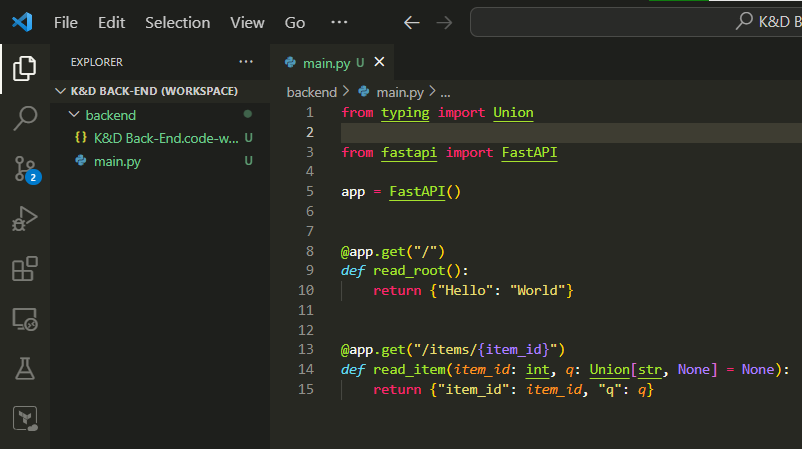 File Edit Selection View Go ...
K&D B
EXPLORER ...
K&D BACK-END (WORKSPACE)
backend
{} K&D Back-End.code-w... U
main.py U
2
main.py U ×
backend > main.py > ...
1 from typing import Union
2
3 from fastapi import FastAPI
4
5 app = FastAPI()
6
7
8 @app.get("/")
9 def read_root():
10     return {"Hello": "World"}
11
12
13 @app.get("/items/{item_id}")
14 def read_item(item_id: int, q: Union[str, None] = None):
15     return {"item_id": item_id, "q": q}